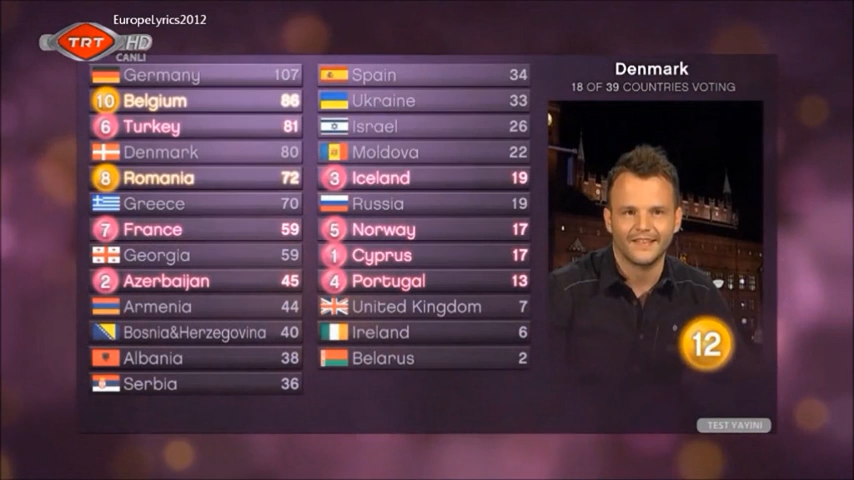 EuropeLyrics2012
TRT HD
CANLI
Germany 107
10 Belgium 86
6 Turkey 81
Denmark 80
8 Romania 72
Greece 70
7 France 59
Georgia 59
2 Azerbaijan 45
Armenia 44
Bosnia&Herzegovina 40
Albania 38
Serbia 36
Spain 34
Ukraine 33
Israel 26
Moldova 22
3 Iceland 19
Russia 19
5 Norway 17
1 Cyprus 17
4 Portugal 13
United Kingdom 7
Ireland 6
Belarus 2
Denmark
18 OF 39 COUNTRIES VOTING
12
TEST YAYINI